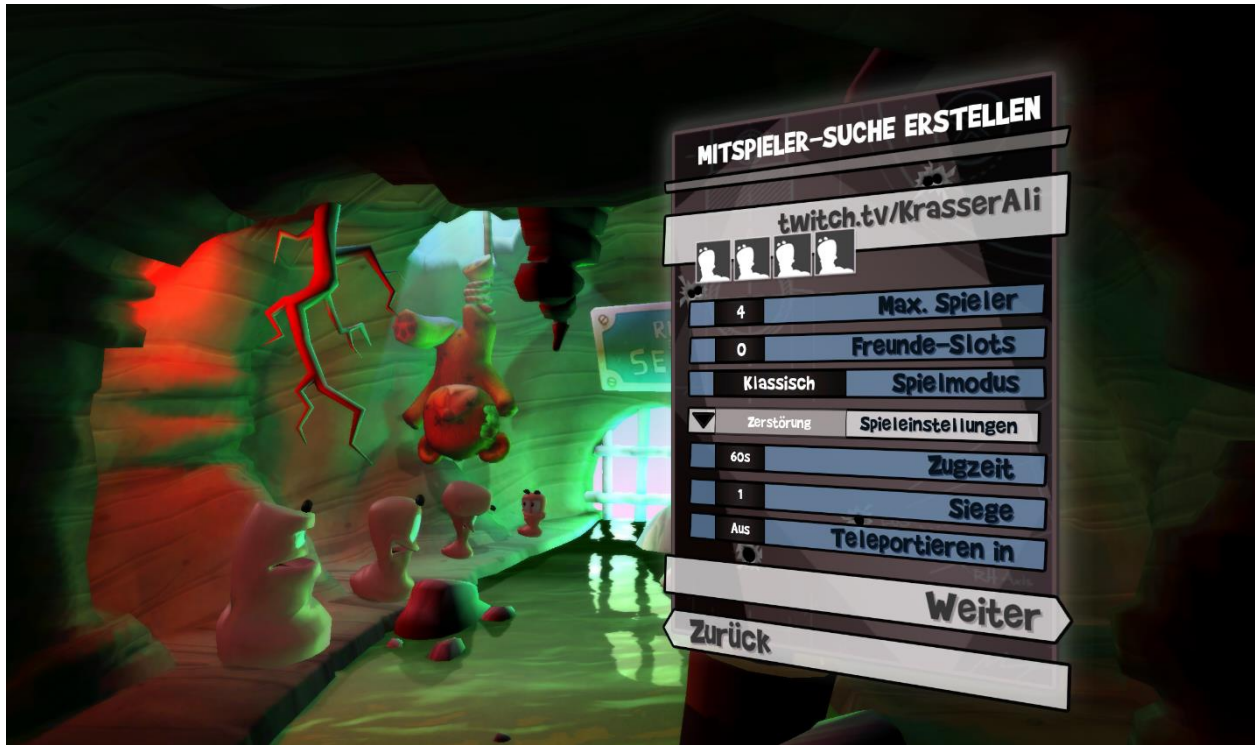 MITSPIELER-SUCHE ERSTELLEN
twitch.tv/KrasserAli
4 Max. Spieler
0 Freunde-Slots
Klassisch Spielmodus
Zerstörung Spieleinstellungen
60s Zugzeit
1 Siege
Aus Teleportieren in
Weiter
Zurück